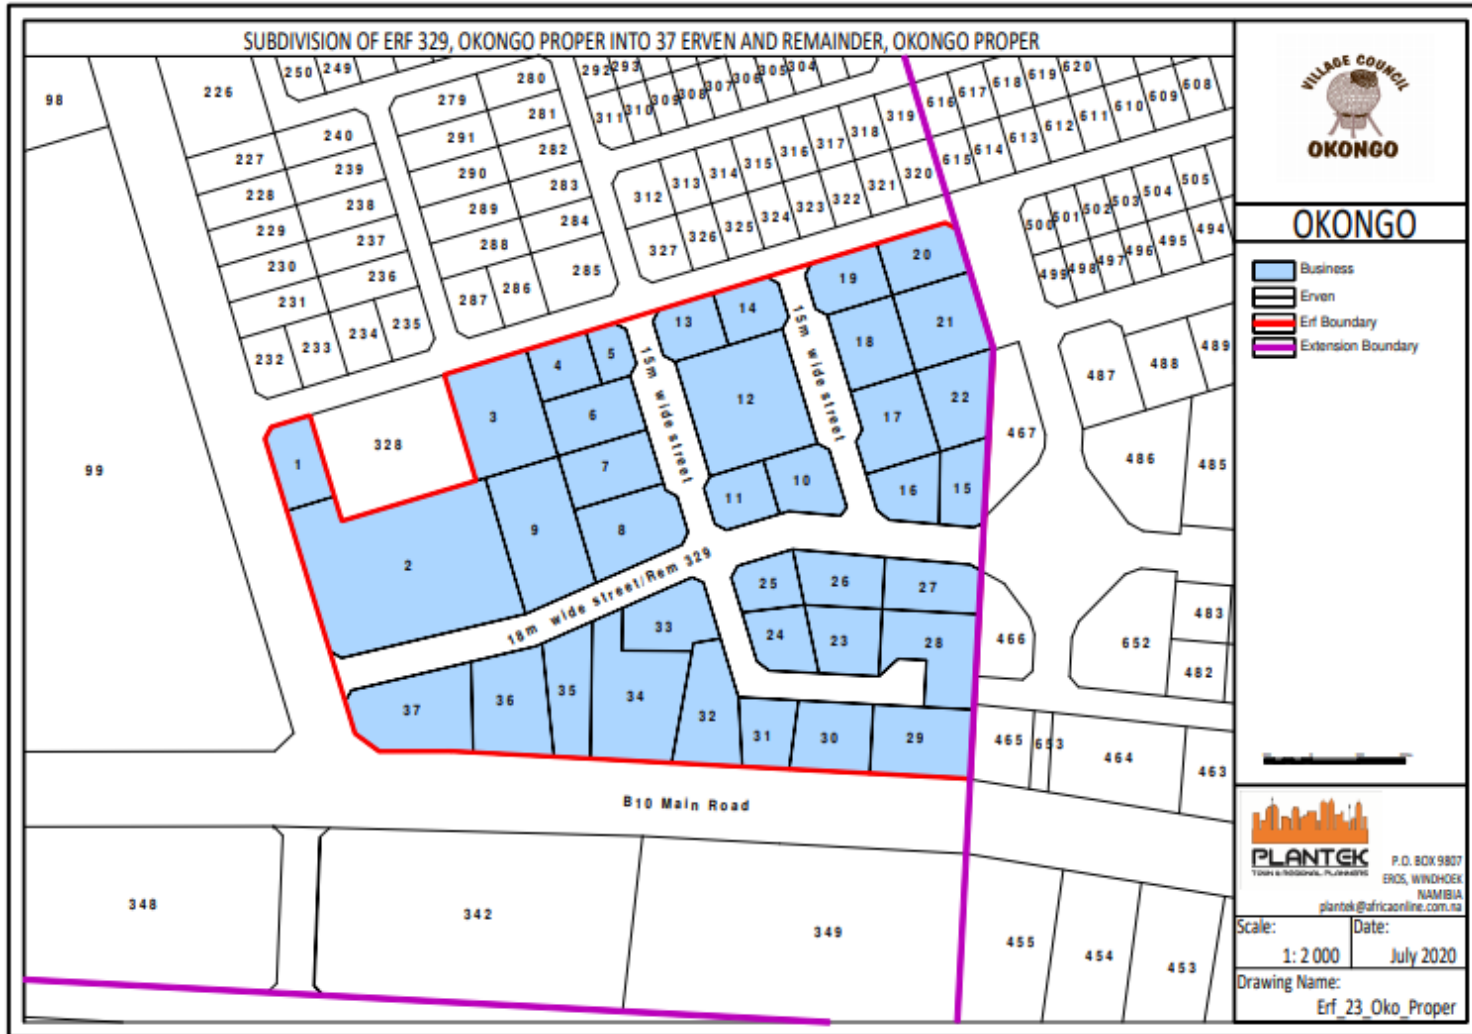 SUBDIVISION OF ERF 329, OKONGO PROPER INTO 37 ERVEN AND REMAINDER, OKONGO PROPER
98
226
250 249
279
280
292 293
306 305 304
311 310 309 308 307
281
240
291
282
227
239
290
283
228
238
289
284
229
237
288
285
230
236
287 286
231
235
234
233
232
312 313 314 315 316 317 318 319
327 326 325 324 323 322 321 320
616 617 618 619 620
615 614 613 612 611 610 609 608
500 501 502 503 504 505
499 498 497 496 495 494
487 488 489
486 485
467
99
328
1
2
3
4
5
6
7
8
9
10
11
12
13
14
15
16
17
18
19
20
21
22
23
24
25
26
27
28
29
30
31
32
33
34
35
36
37
15m wide street
15m wide street
18m wide street/Rem 329
466
652
483
482
465 653 464 463
B10 Main Road
348
342
349
455
454
453
VILLAGE COUNCIL
OKONGO
OKONGO
Business
Erven
Erf Boundary
Extension Boundary
PLANTEK
TOWN & REGIONAL PLANNERS
P.O. BOX 9807
EROS, WINDHOEK
NAMIBIA
plantek@africaonline.com.na
Scale:
1: 2 000
Date:
July 2020
Drawing Name:
Erf_23_Oko_Proper